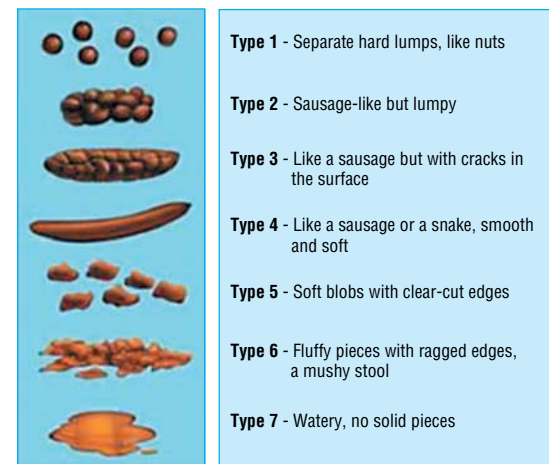 Type 1 - Separate hard lumps, like nuts
Type 2 - Sausage-like but lumpy
Type 3 - Like a sausage but with cracks in
the surface
Type 4 - Like a sausage or a snake, smooth
and soft
Type 5 - Soft blobs with clear-cut edges
Type 6 - Fluffy pieces with ragged edges,
a mushy stool
Type 7 - Watery, no solid pieces